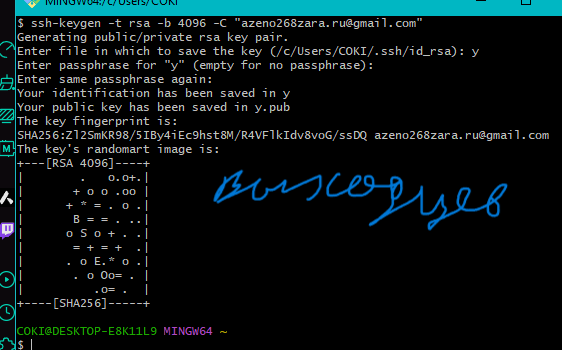 MINGW64:/c/Users/COKI
$ ssh-keygen -t rsa -b 4096 -C "azeno268zara.ru@gmail.com"
Generating public/private rsa key pair.
Enter file in which to save the key (/c/Users/COKI/.ssh/id_rsa): y
Enter passphrase for "y" (empty for no passphrase):
Enter same passphrase again:
Your identification has been saved in y
Your public key has been saved in y.pub
The key fingerprint is:
SHA256:Zl2SmKR98/5IBy4iEc9hst8M/R4VFlkIdv8voG/ssDQ azeno268zara.ru@gmail.com
The key's randomart image is:
+---[RSA 4096]----+
|        .   o.o+.|
|       + o o .oo |
|      + * = . o .|
|       B = = . ..|
|      o S o + . .|
|       = + = +  .|
|      . o E.* o .|
|       . o Oo= . |
|          .o= .  |
+----[SHA256]-----+
COKI@DESKTOP-E8K11L9 MINGW64 ~
$